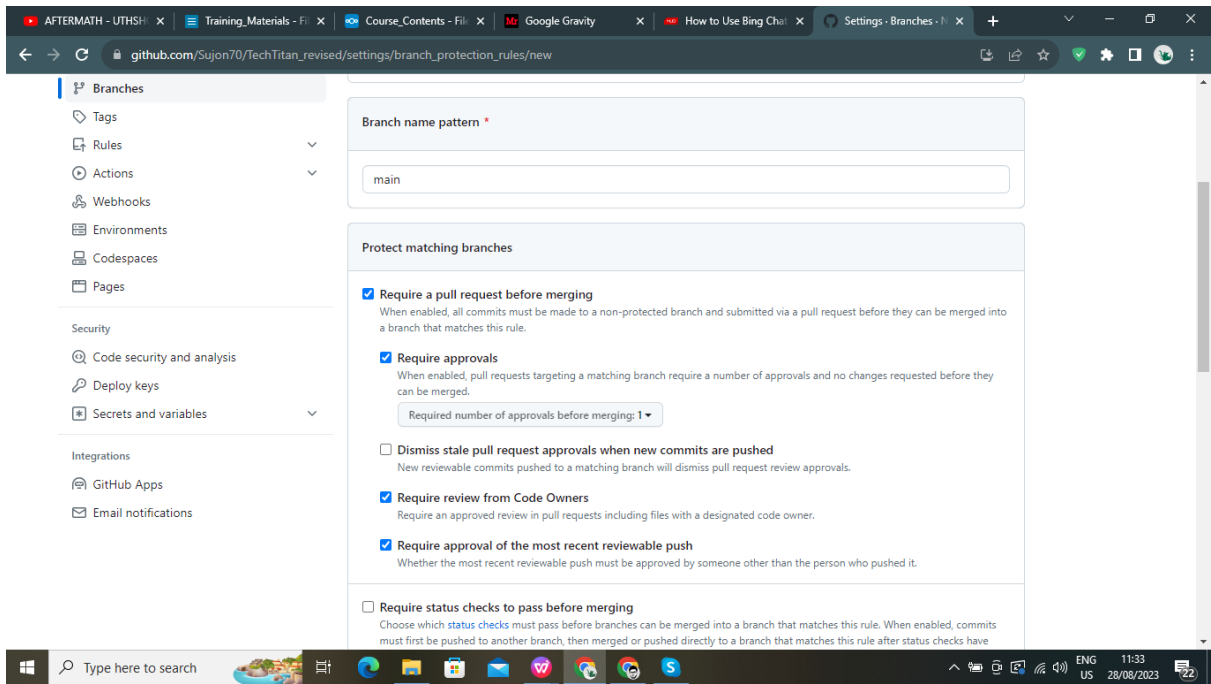 AFTERMATH - UTHSH
Training_Materials - Fi
Course_Contents - File
Mr Google Gravity
How to Use Bing Chat
Settings · Branches · N
github.com/Sujon70/TechTitan_revised/settings/branch_protection_rules/new
Branches
Tags
Rules
Actions
Webhooks
Environments
Codespaces
Pages
Security
Code security and analysis
Deploy keys
Secrets and variables
Integrations
GitHub Apps
Email notifications
Branch name pattern *
main
Protect matching branches
Require a pull request before merging
When enabled, all commits must be made to a non-protected branch and submitted via a pull request before they can be merged into
a branch that matches this rule.
Require approvals
When enabled, pull requests targeting a matching branch require a number of approvals and no changes requested before they
can be merged.
Required number of approvals before merging: 1
Dismiss stale pull request approvals when new commits are pushed
New reviewable commits pushed to a matching branch will dismiss pull request review approvals.
Require review from Code Owners
Require an approved review in pull requests including files with a designated code owner.
Require approval of the most recent reviewable push
Whether the most recent reviewable push must be approved by someone other than the person who pushed it.
Require status checks to pass before merging
Choose which status checks must pass before branches can be merged into a branch that matches this rule. When enabled, commits
must first be pushed to another branch, then merged or pushed directly to a branch that matches this rule after status checks have
Type here to search
ENG
US
11:33
28/08/2023
22